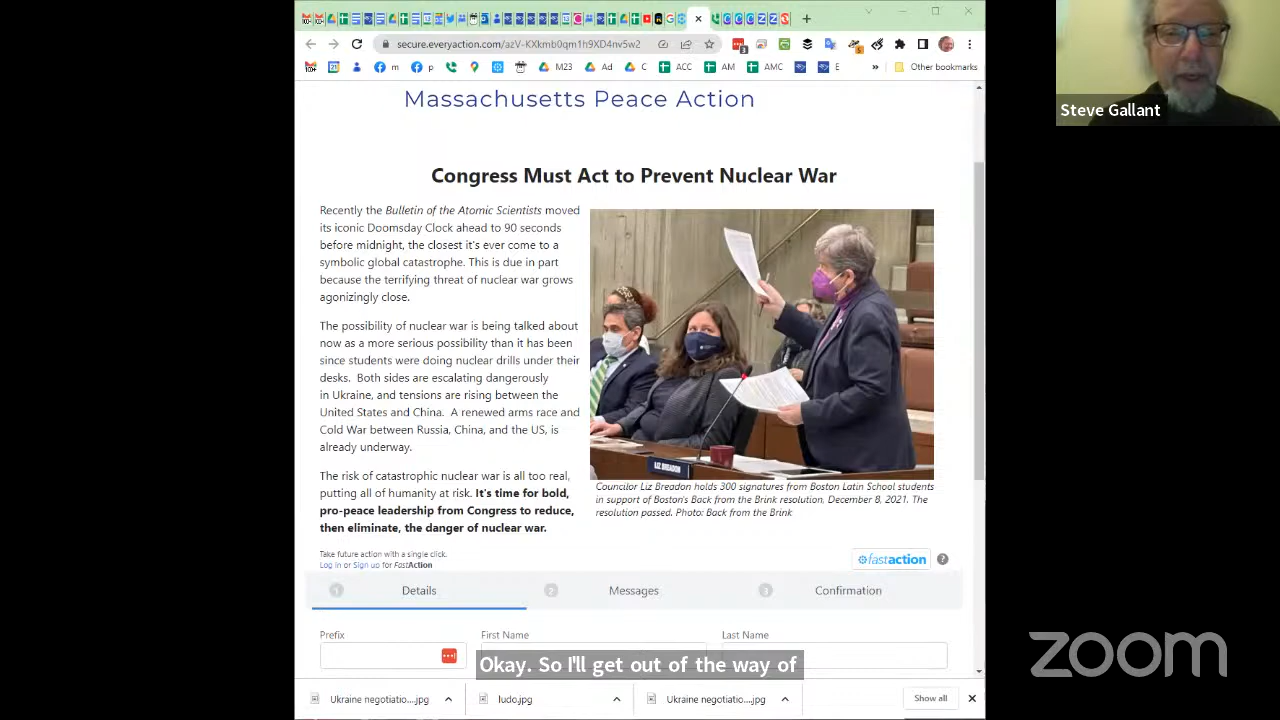 secure.everyaction.com/azV-KXkmb0qm1h9XD4nv5w2
m
p
M23
Ad
C
ACC
AM
AMC
E
»
Other bookmarks
Steve Gallant
Massachusetts Peace Action
Congress Must Act to Prevent Nuclear War
Recently the Bulletin of the Atomic Scientists moved
its iconic Doomsday Clock ahead to 90 seconds
before midnight, the closest it's ever come to a
symbolic global catastrophe. This is due in part
because the terrifying threat of nuclear war grows
agonizingly close.
The possibility of nuclear war is being talked about
now as a more serious possibility than it has been
since students were doing nuclear drills under their
desks. Both sides are escalating dangerously
in Ukraine, and tensions are rising between the
United States and China. A renewed arms race and
Cold War between Russia, China, and the US, is
already underway.
The risk of catastrophic nuclear war is all too real,
putting all of humanity at risk. It's time for bold,
pro-peace leadership from Congress to reduce,
then eliminate, the danger of nuclear war.
LIZ BREADON
Councilor Liz Breadon holds 300 signatures from Boston Latin School students
in support of Boston's Back from the Brink resolution, December 8, 2021. The
resolution passed. Photo: Back from the Brink
Take future action with a single click.
Log in or Sign up for FastAction
fastaction
?
1 Details
2 Messages
3 Confirmation
Prefix
First Name
Last Name
Okay. So I'll get out of the way of
Ukraine negotiatio....jpg
ludo.jpg
Ukraine negotiatio....jpg
Show all
zoom